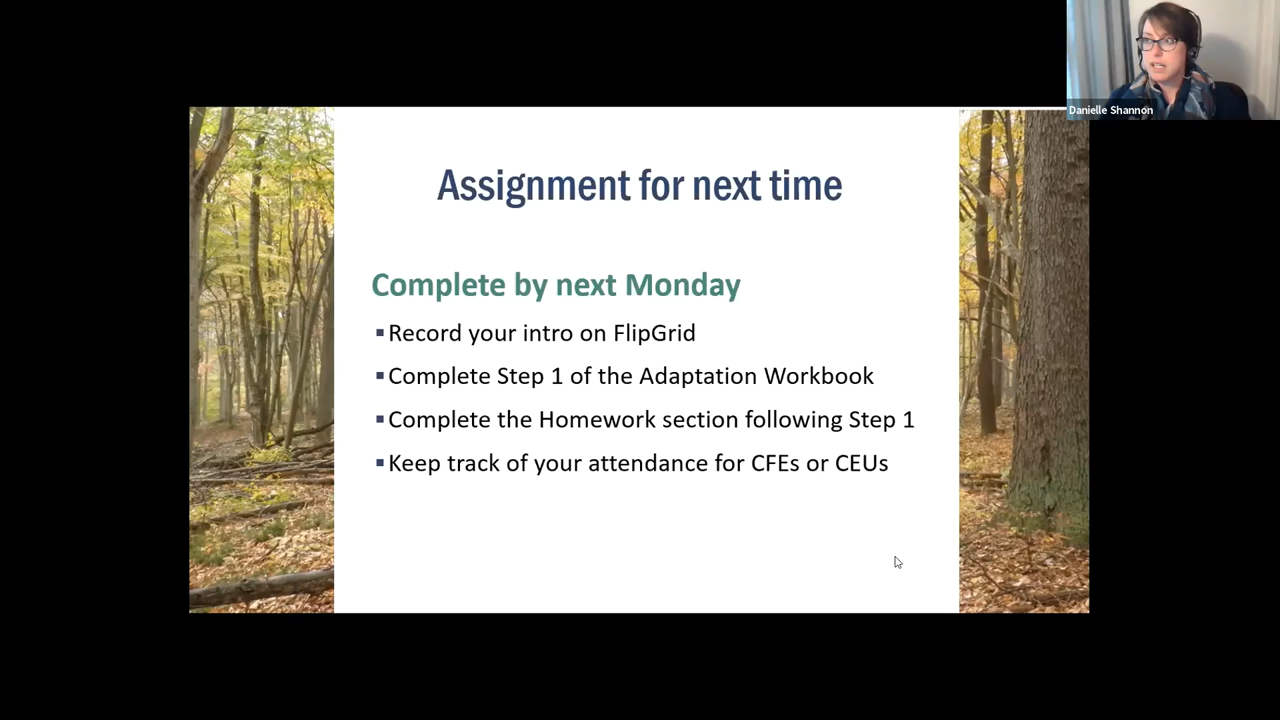 Danielle Shannon
Assignment for next time
Complete by next Monday
▪Record your intro on FlipGrid
▪Complete Step 1 of the Adaptation Workbook
▪Complete the Homework section following Step 1
▪Keep track of your attendance for CFEs or CEUs